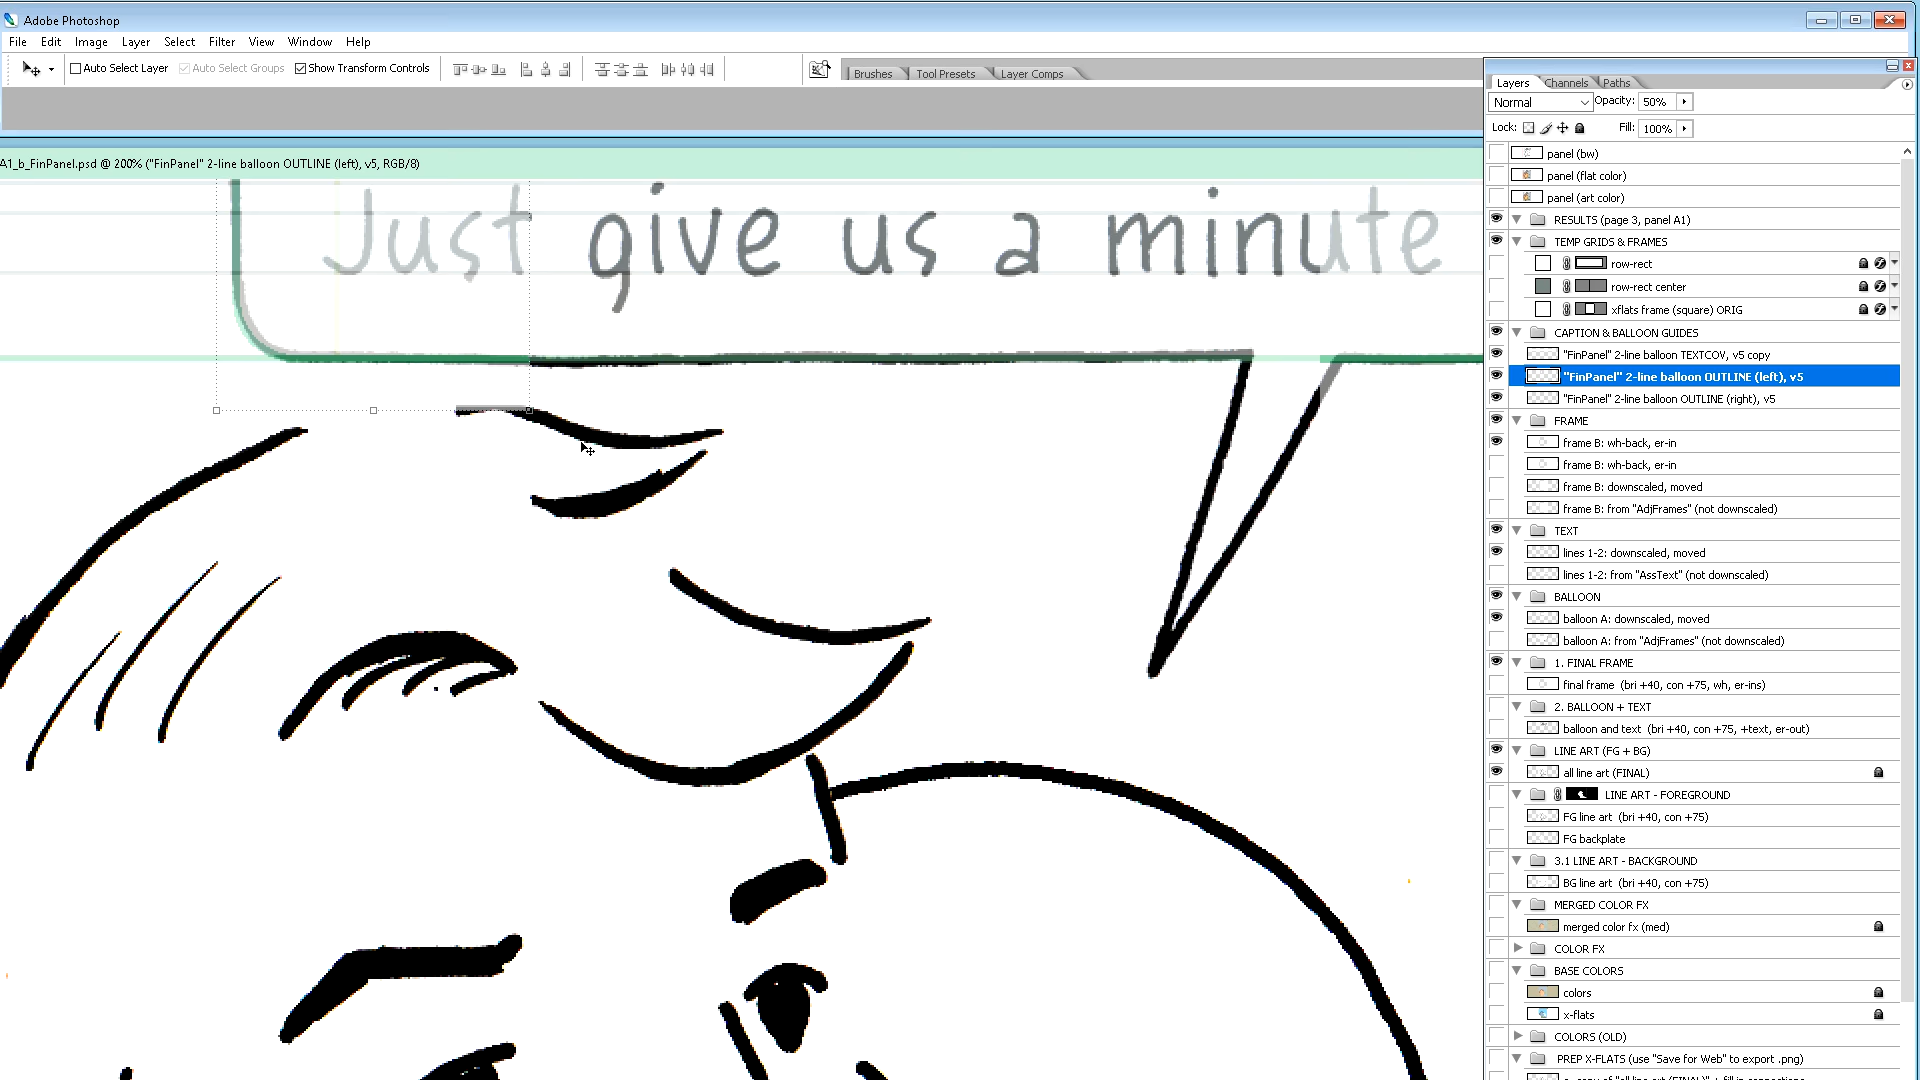 Adobe Photoshop
File Edit Image Layer Select Filter View Window Help
Auto Select Layer Auto Select Groups Show Transform Controls
Brushes Tool Presets Layer Comps
A1_b_FinPanel.psd @ 200% ("FinPanel" 2-line balloon OUTLINE (left), v5, RGB/8)
Just give us a minute
Layers Channels Paths
Normal Opacity: 50%
Lock: Fill: 100%
panel (bw)
panel (flat color)
panel (art color)
RESULTS (page 3, panel A1)
TEMP GRIDS & FRAMES
row-rect
row-rect center
xflats frame (square) ORIG
CAPTION & BALLOON GUIDES
"FinPanel" 2-line balloon TEXTCOV, v5 copy
"FinPanel" 2-line balloon OUTLINE (left), v5
"FinPanel" 2-line balloon OUTLINE (right), v5
FRAME
frame B: wh-back, er-in
frame B: wh-back, er-in
frame B: downscaled, moved
frame B: from "AdjFrames" (not downscaled)
TEXT
lines 1-2: downscaled, moved
lines 1-2: from "AssText" (not downscaled)
BALLOON
balloon A: downscaled, moved
balloon A: from "AdjFrames" (not downscaled)
1. FINAL FRAME
final frame (bri +40, con +75, wh, er-ins)
2. BALLOON + TEXT
balloon and text (bri +40, con +75, +text, er-out)
LINE ART (FG + BG)
all line art (FINAL)
LINE ART - FOREGROUND
FG line art (bri +40, con +75)
FG backplate
3.1 LINE ART - BACKGROUND
BG line art (bri +40, con +75)
MERGED COLOR FX
merged color fx (med)
COLOR FX
BASE COLORS
colors
x-flats
COLORS (OLD)
PREP X-FLATS (use "Save for Web" to export .png)